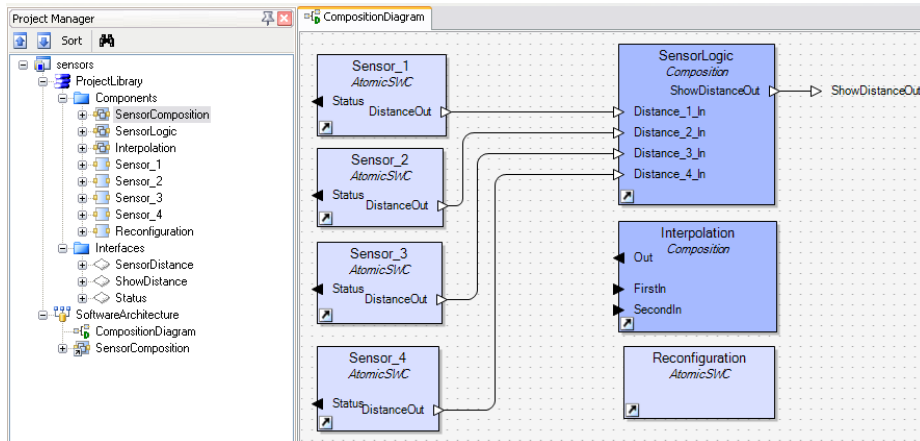 Project Manager
Sort
sensors
ProjectLibrary
Components
SensorComposition
SensorLogic
Interpolation
Sensor_1
Sensor_2
Sensor_3
Sensor_4
Reconfiguration
Interfaces
SensorDistance
ShowDistance
Status
SoftwareArchitecture
CompositionDiagram
SensorComposition
CompositionDiagram
Sensor_1
AtomicSWC
Status
DistanceOut
Sensor_2
AtomicSWC
Status
DistanceOut
Sensor_3
AtomicSWC
Status
DistanceOut
Sensor_4
AtomicSWC
Status
DistanceOut
SensorLogic
Composition
ShowDistanceOut
Distance_1_In
Distance_2_In
Distance_3_In
Distance_4_In
ShowDistanceOut
Interpolation
Composition
Out
FirstIn
SecondIn
Reconfiguration
AtomicSWC